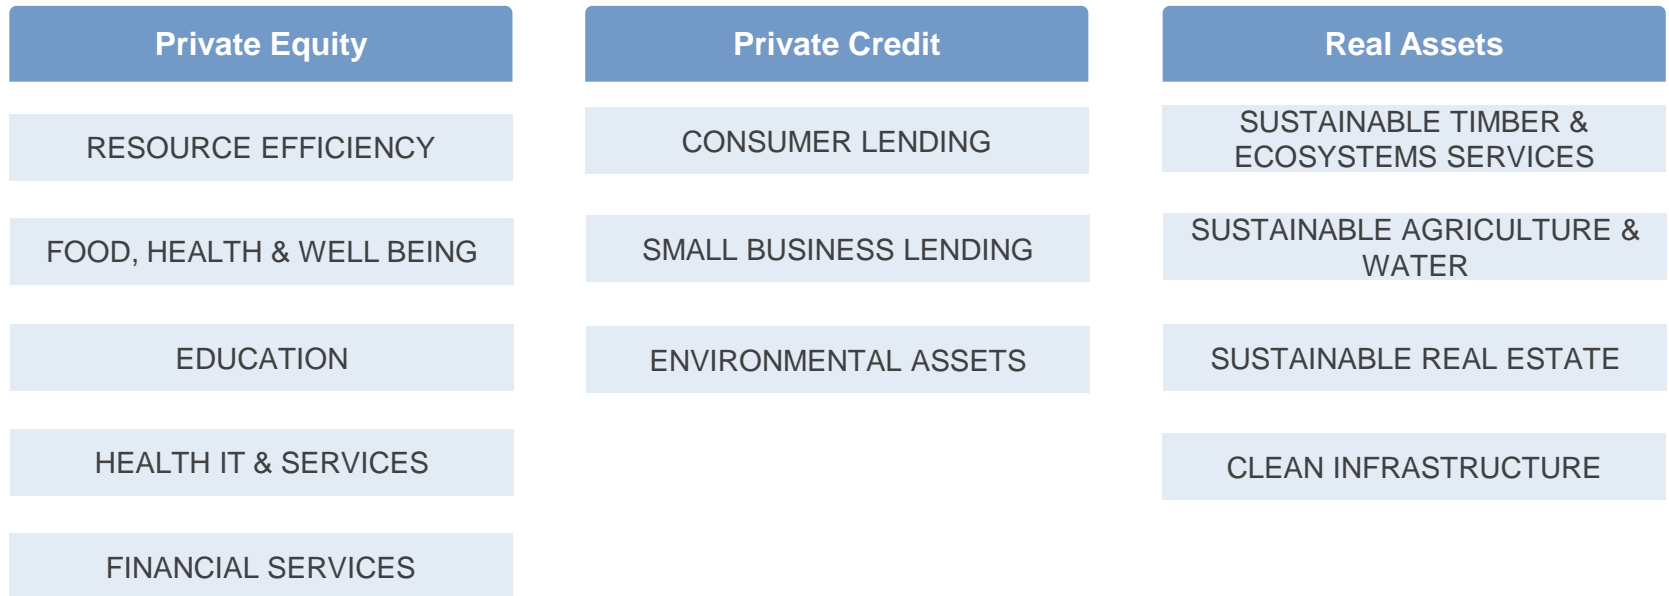 Private Equity
RESOURCE EFFICIENCY
FOOD, HEALTH & WELL BEING
EDUCATION
HEALTH IT & SERVICES
FINANCIAL SERVICES
Private Credit
CONSUMER LENDING
SMALL BUSINESS LENDING
ENVIRONMENTAL ASSETS
Real Assets
SUSTAINABLE TIMBER &
ECOSYSTEMS SERVICES
SUSTAINABLE AGRICULTURE &
WATER
SUSTAINABLE REAL ESTATE
CLEAN INFRASTRUCTURE